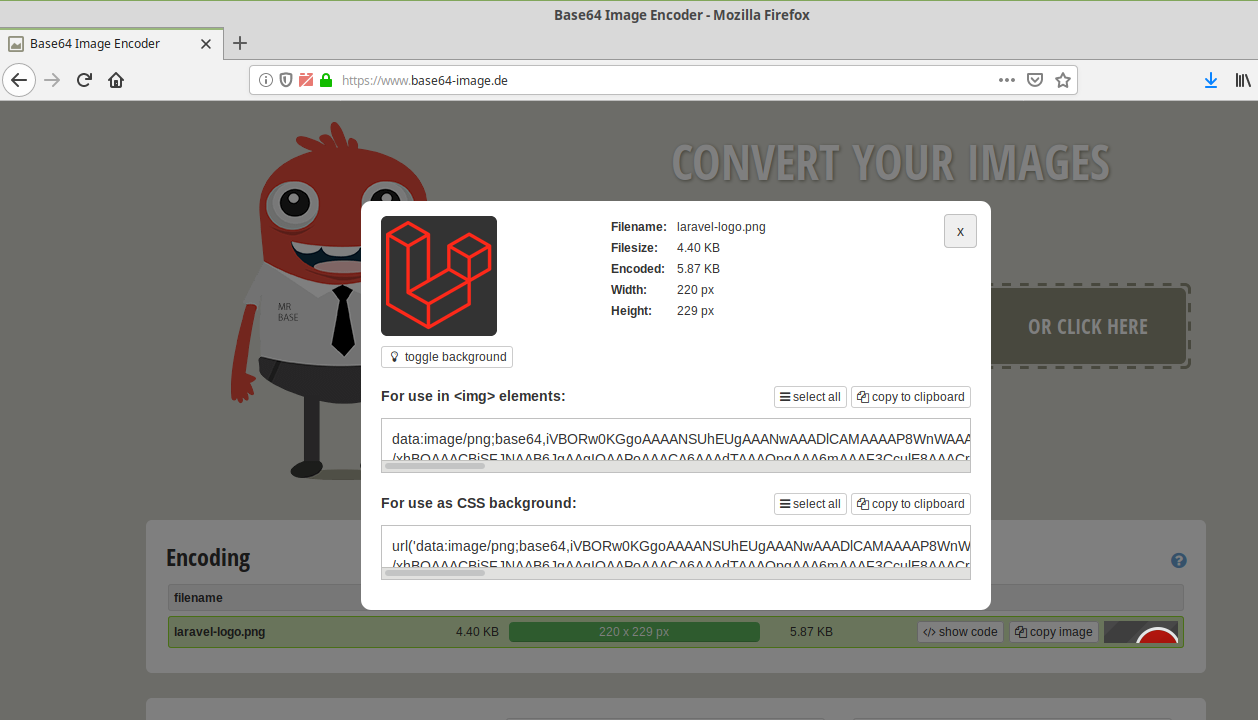 Base64 Image Encoder - Mozilla Firefox
Base64 Image Encoder
https://www.base64-image.de
CONVERT YOUR IMAGES
MR
BASE
OR CLICK HERE
Filename: laravel-logo.png
x
Filesize: 4.40 KB
Encoded: 5.87 KB
Width: 220 px
Height: 229 px
toggle background
For use in <img> elements: select all copy to clipboard
data:image/png;base64,iVBORw0KGgoAAAANSUhEUgAAANwAAADlCAMAAAAP8WnWAAA
For use as CSS background: select all copy to clipboard
url('data:image/png;base64,iVBORw0KGgoAAAANSUhEUgAAANwAAADlCAMAAAAP8WnW
Encoding
filename
laravel-logo.png 4.40 KB 220 x 229 px 5.87 KB </> show code copy image